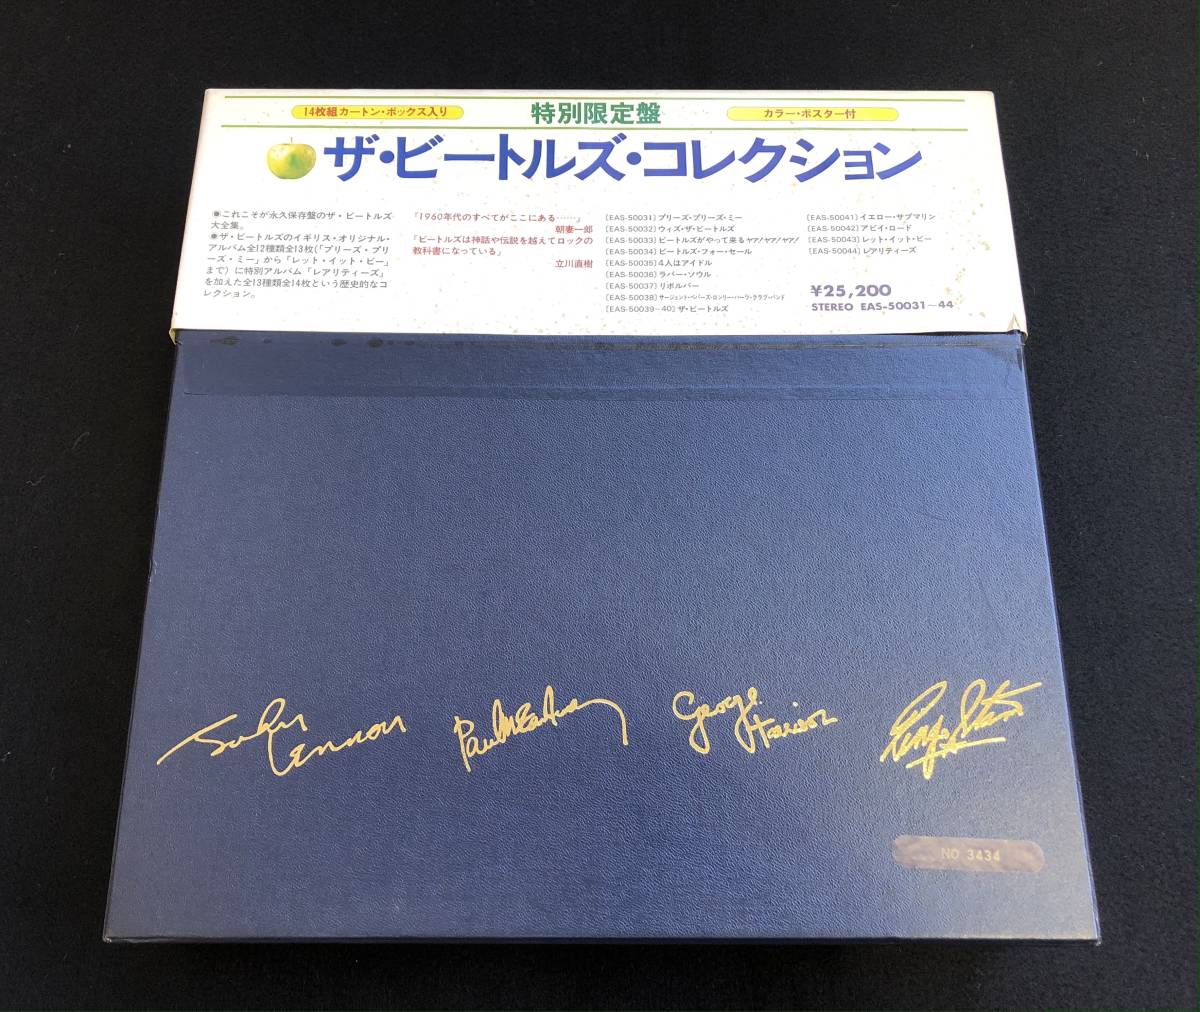 14枚組カートン・ボックス入り
特別限定盤
カラー・ポスター付
ザ・ビートルズ・コレクション
●これこそが永久保存盤のザ・ビートルズ
大全集。
●ザ・ビートルズのイギリス・オリジナル・
アルバム全12種類全13枚(「プリーズ・プリ
ーズ・ミー」から「レット・イット・ビー」
まで)に特別アルバム「レアリティーズ」
を加えた全13種類全14枚という歴史的なコ
レクション。
「1960年代のすべてがここにある……」
朝妻一郎
「ビートルズは神話や伝説を越えてロックの
教科書になっている」
立川直樹
[EAS-50031] プリーズ・プリーズ・ミー
[EAS-50032] ウィズ・ザ・ビートルズ
[EAS-50033] ビートルズがやって来るヤァ!ヤァ!ヤァ!
[EAS-50034] ビートルズ・フォー・セール
[EAS-50035] 4人はアイドル
[EAS-50036] ラバー・ソウル
[EAS-50037] リボルバー
[EAS-50038] サージェント・ペパーズ・ロンリー・ハーツ・クラブ・バンド
[EAS-50039〜40] ザ・ビートルズ
[EAS-50041] イエロー・サブマリン
[EAS-50042] アビイ・ロード
[EAS-50043] レット・イット・ビー
[EAS-50044] レアリティーズ
¥25,200
STEREO EAS-50031〜44
John Lennon
Paul McCartney
George Harrison
Ringo Starr
NO 3434